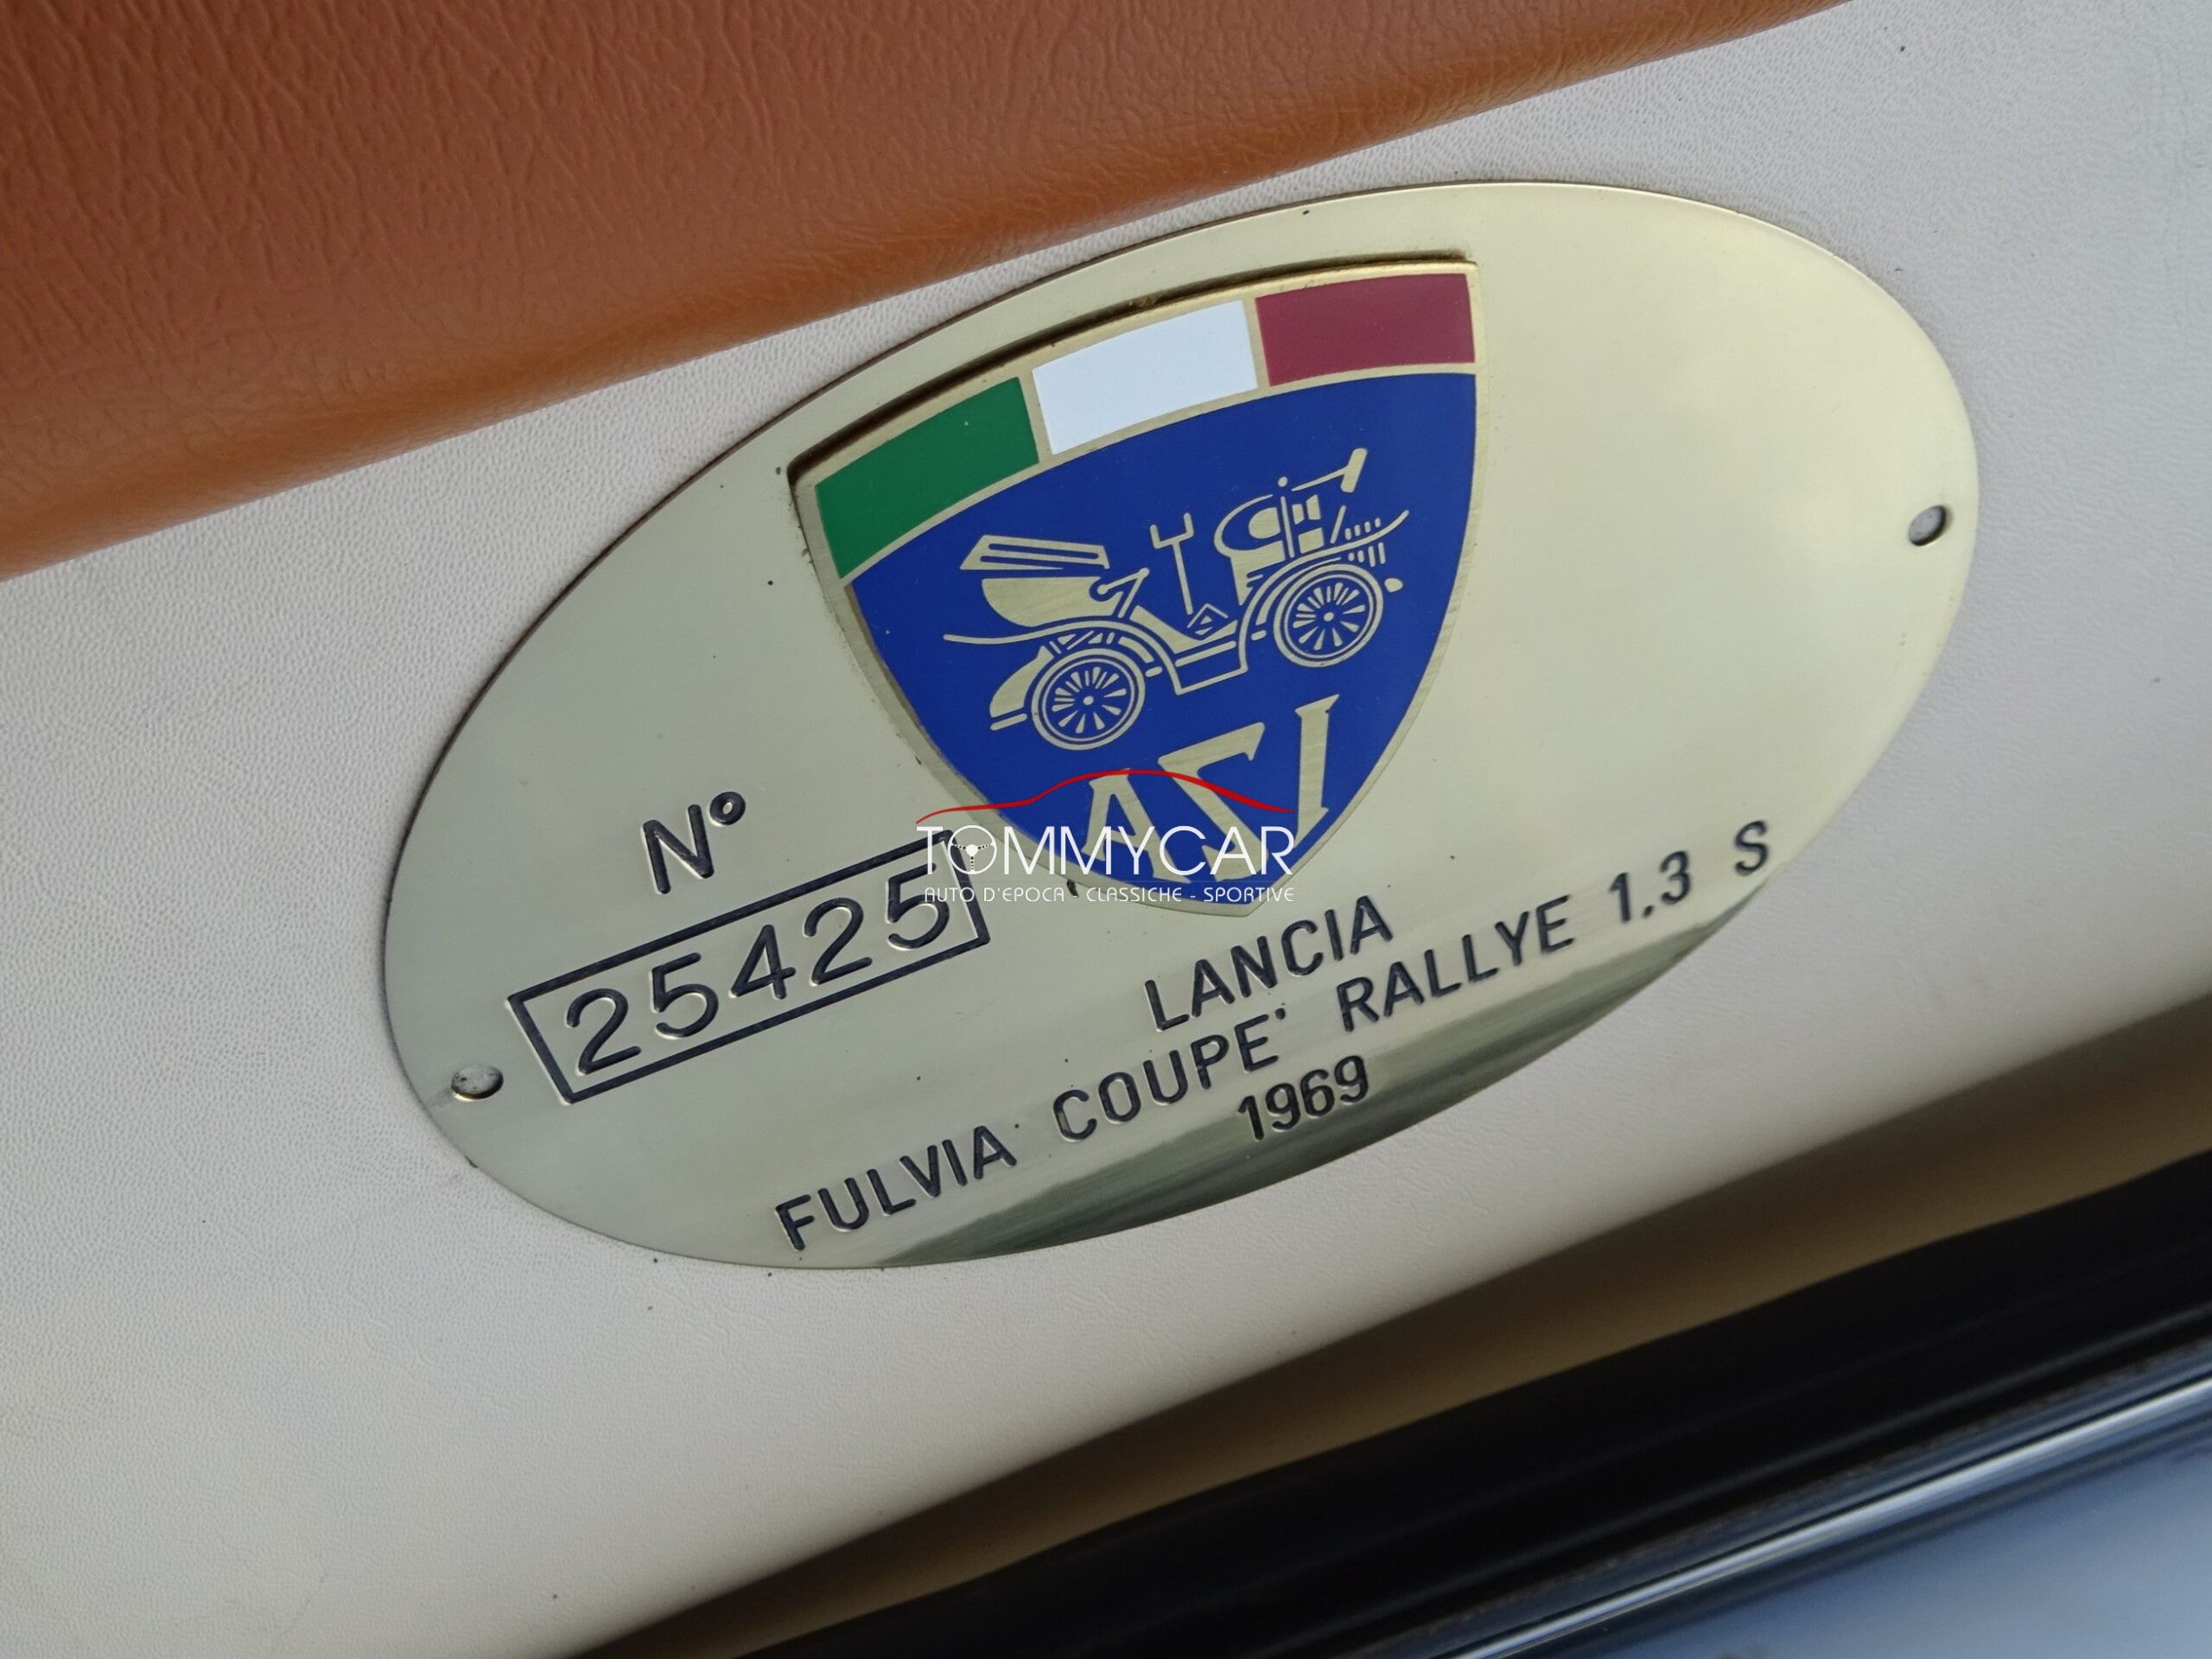 ASI
TOMMYCAR
AUTO D'EPOCA - CLASSICHE - SPORTIVE
N°
25425
LANCIA
FULVIA COUPE' RALLYE 1.3 S
1969